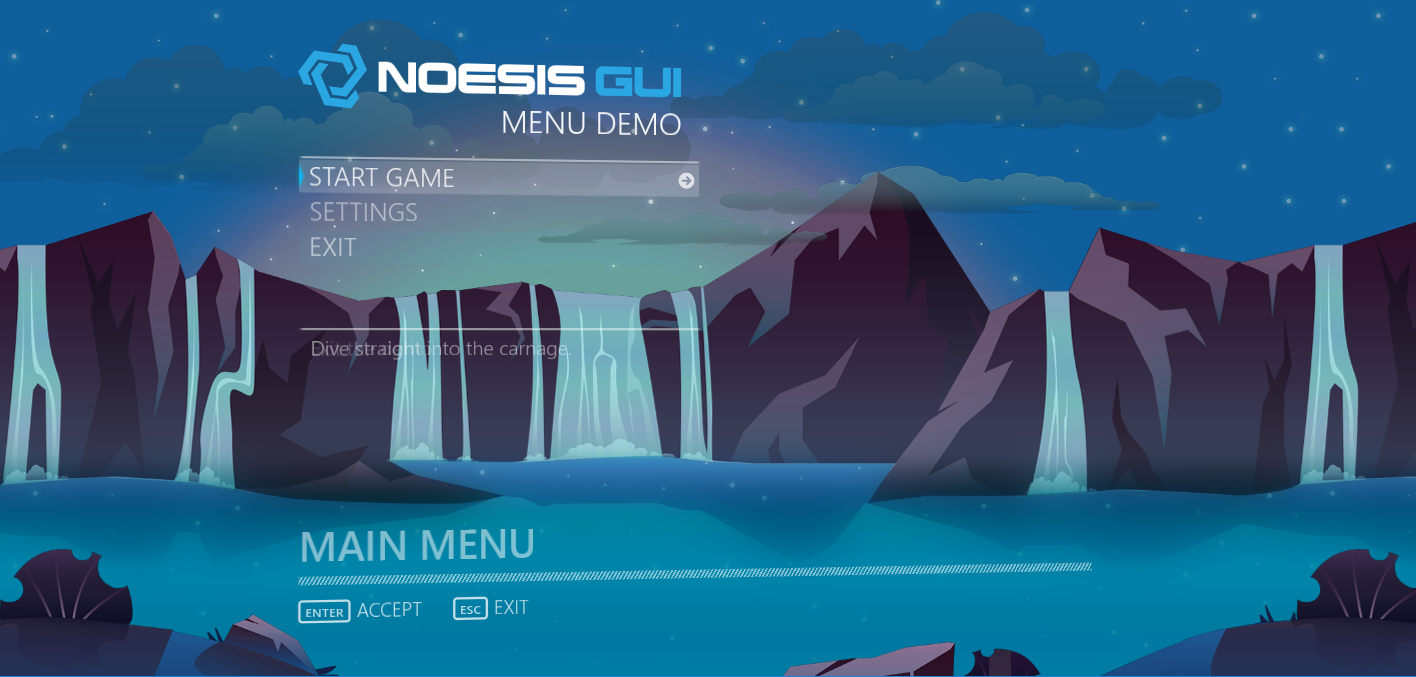 NOESIS GUI
MENU DEMO
START GAME
SETTINGS
EXIT
Dive straight into the carnage.
MAIN MENU
ENTER ACCEPT ESC EXIT